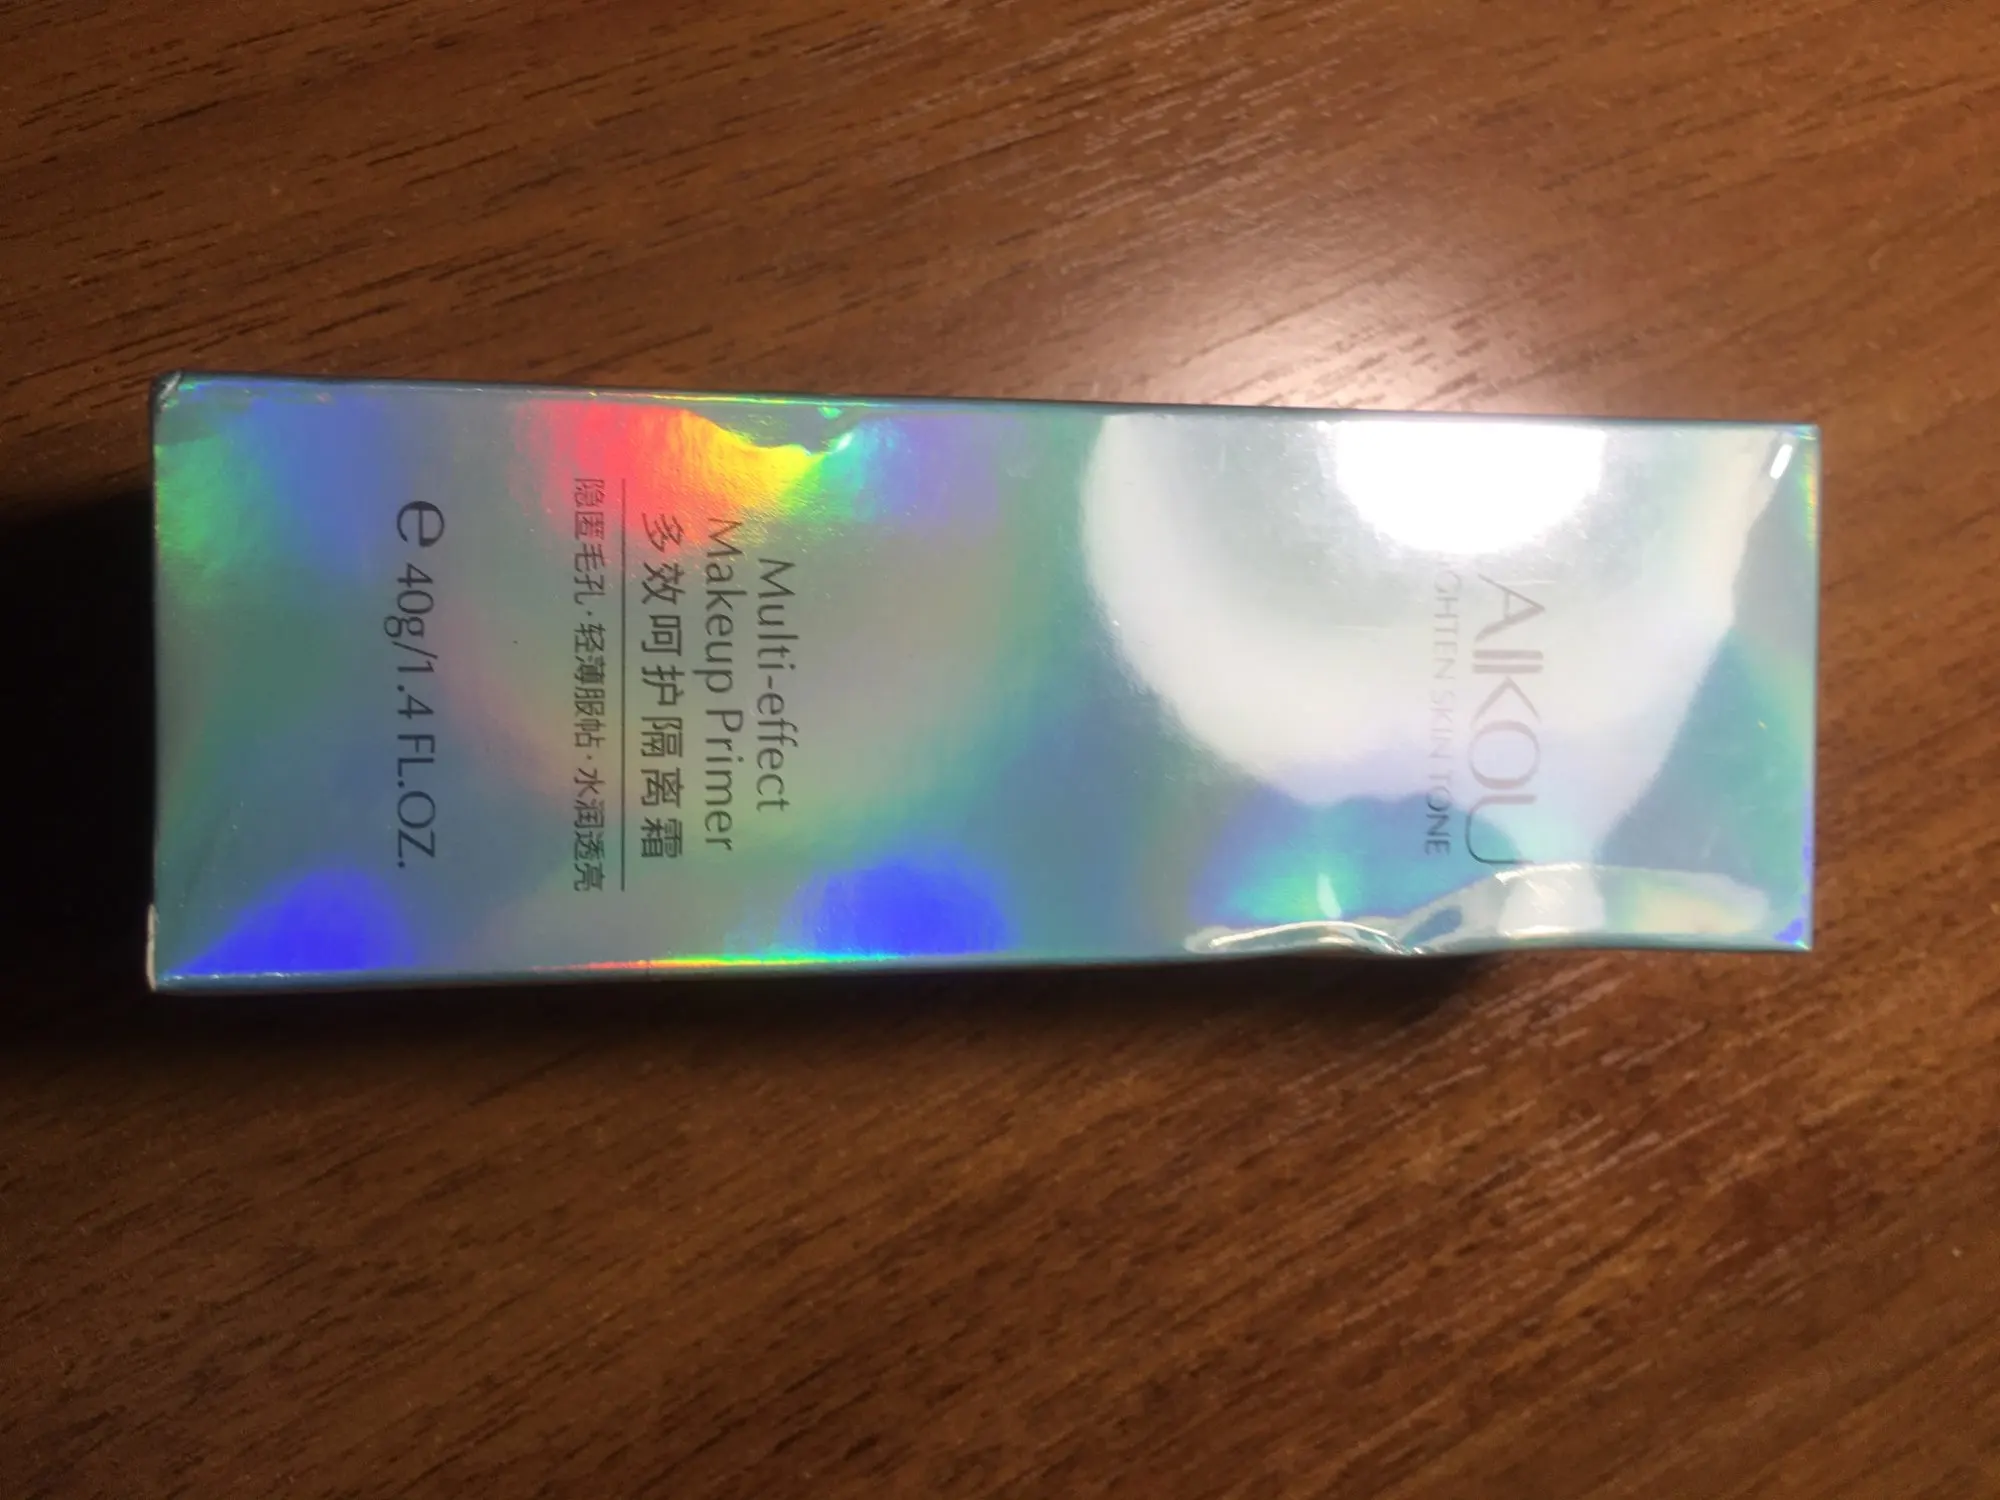 AIKOU
SKIN TONE
Multi-effect
Makeup Primer
多效呵护隔离霜
隐匿毛孔·轻薄服帖·水润透亮
e 40g/1.4 FL.OZ.